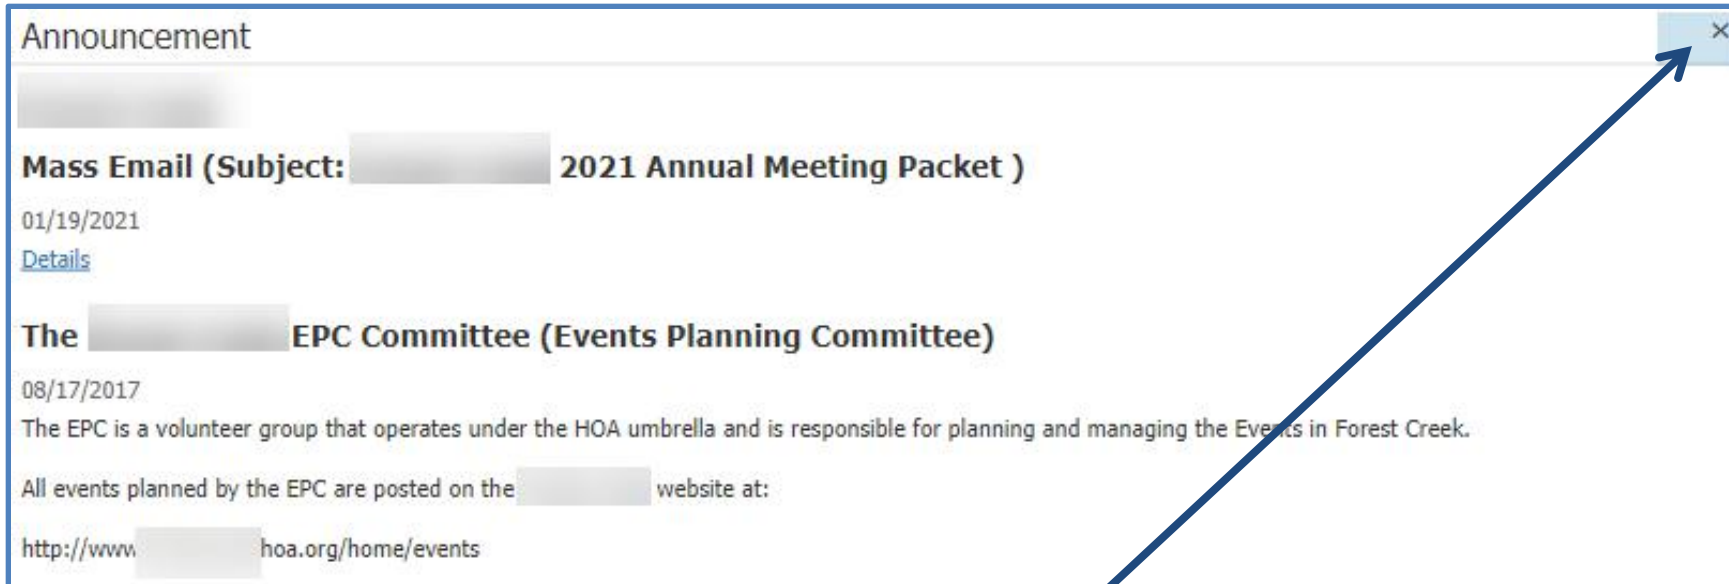 Announcement
×
Mass Email (Subject: 2021 Annual Meeting Packet )
01/19/2021
Details
The EPC Committee (Events Planning Committee)
08/17/2017
The EPC is a volunteer group that operates under the HOA umbrella and is responsible for planning and managing the Events in Forest Creek.
All events planned by the EPC are posted on the website at:
http://www hoa.org/home/events